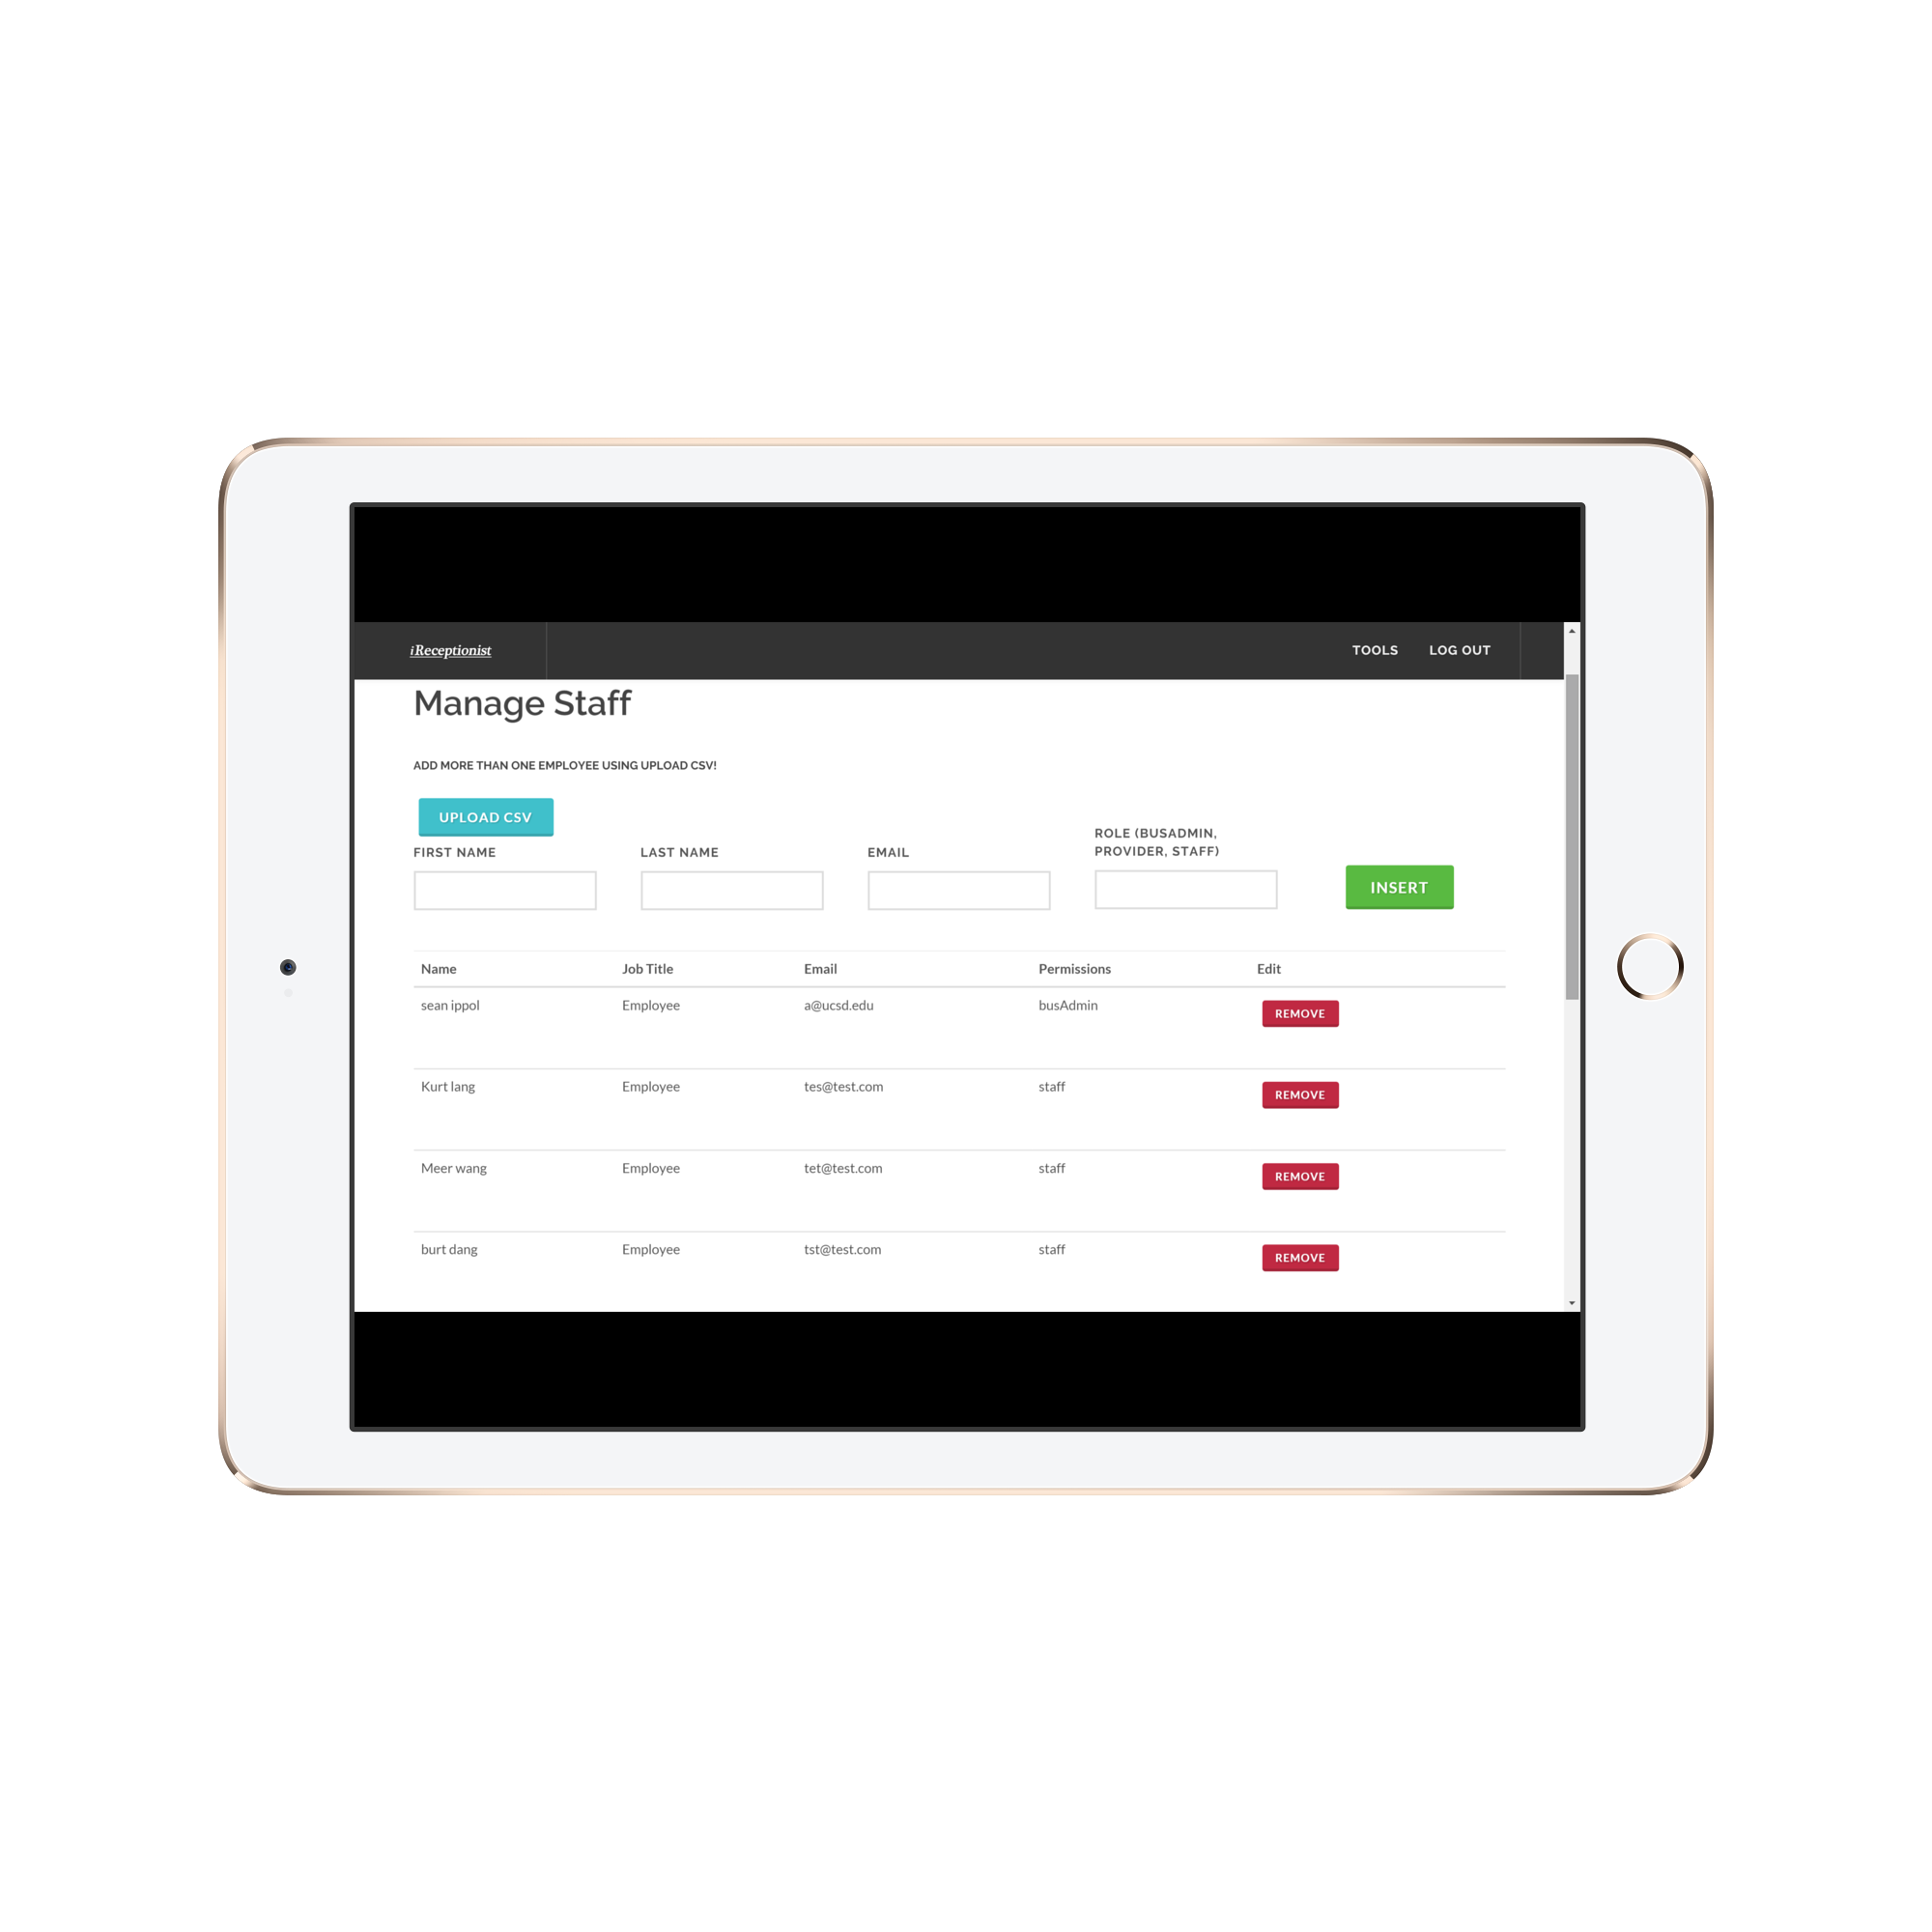 iReceptionist
TOOLS LOG OUT
Manage Staff
ADD MORE THAN ONE EMPLOYEE USING UPLOAD CSV!
UPLOAD CSV
FIRST NAME LAST NAME EMAIL ROLE (BUSADMIN,
PROVIDER, STAFF)
INSERT
Name Job Title Email Permissions Edit
sean ippol Employee a@ucsd.edu busAdmin REMOVE
Kurt lang Employee tes@test.com staff REMOVE
Meer wang Employee tet@test.com staff REMOVE
burt dang Employee tst@test.com staff REMOVE